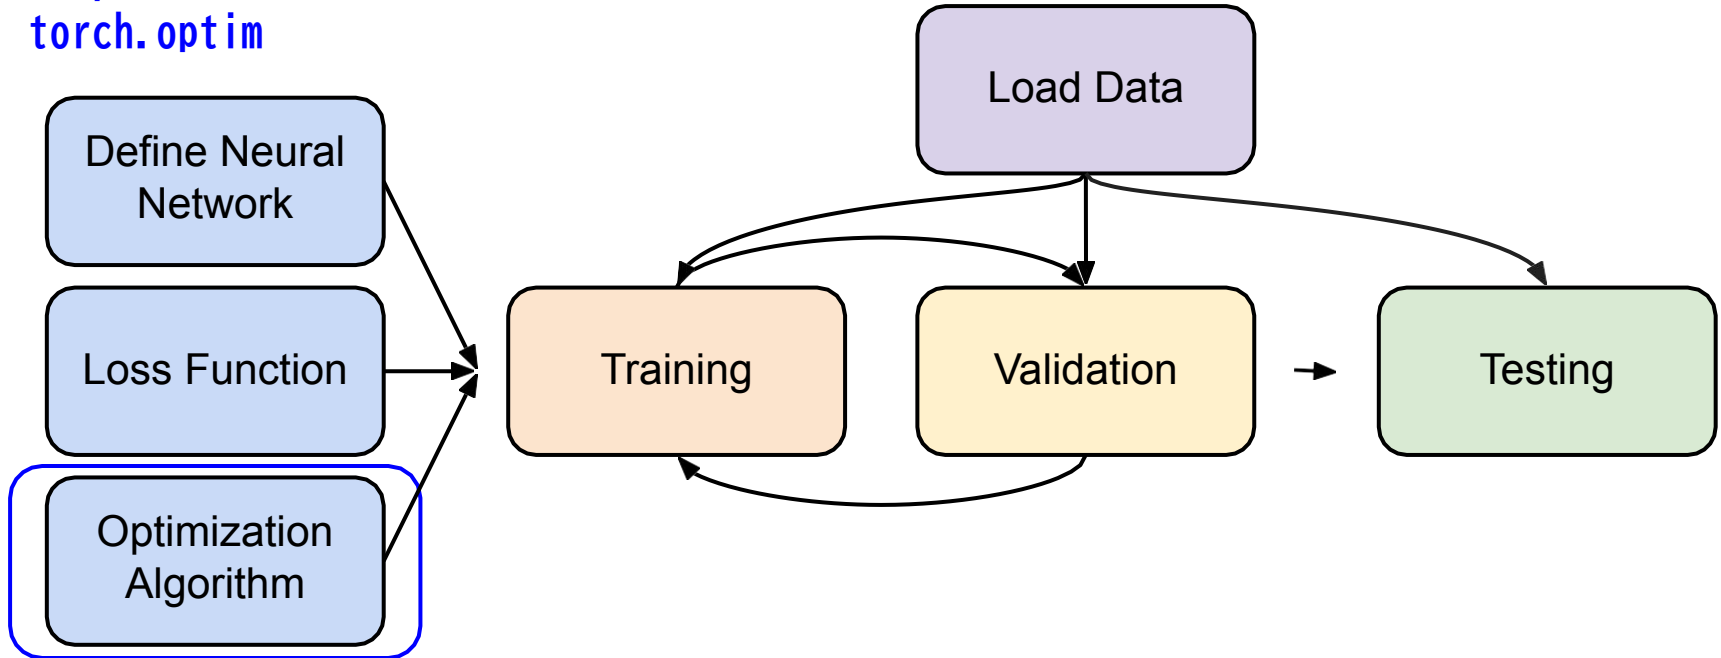 torch.optim
Load Data
Define Neural
Network
Loss Function
Training
Validation
Testing
Optimization
Algorithm